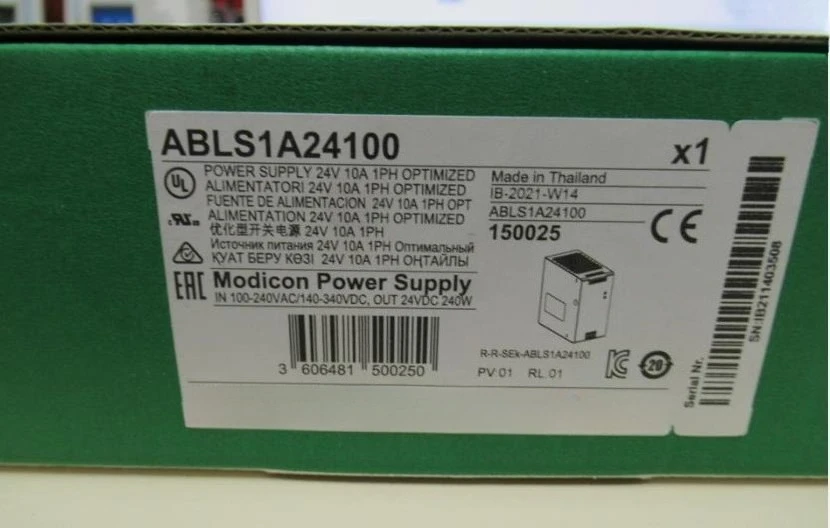 ABLS1A24100
x1
UL
POWER SUPPLY 24V 10A 1PH OPTIMIZED
ALIMENTATORI 24V 10A 1PH OPTIMIZED
FUENTE DE ALIMENTACION 24V 10A 1PH OPT
ALIMENTATION 24V 10A 1PH OPTIMIZED
优化型开关电源 24V 10A 1PH
Источник питания 24V 10A 1PH Оптимальный
ҚУАТ БЕРУ КӨЗІ 24V 10A 1PH ОҢТАЙЛЫ
Made in Thailand
IB-2021-W14
ABLS1A24100
150025
CE
EAC
Modicon Power Supply
IN 100-240VAC/140-340VDC, OUT 24VDC 240W
3 606481 500250
R-R-SEk-ABLS1A24100
PV:01 RL:01
20
Serial Nr.
SN:IB211403508